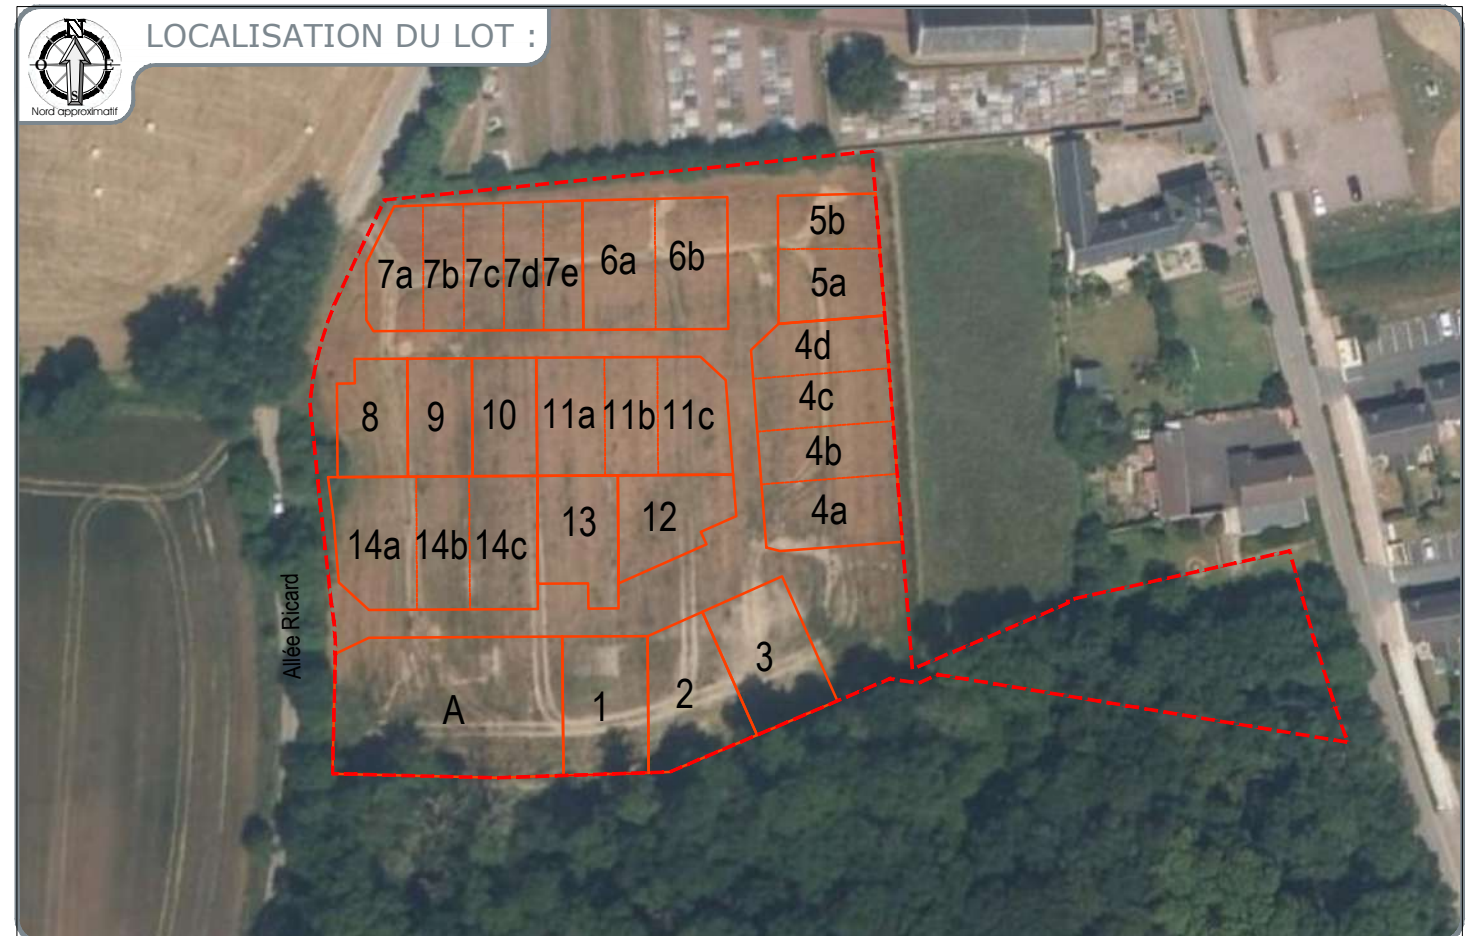 LOCALISATION DU LOT :
N
O E
S
Nord approximatif
5b
7a 7b 7c 7d 7e 6a 6b
5a
4d
4c
8 9 10 11a 11b 11c
4b
4a
14a 14b 14c 13 12
Allée Ricard
A 1 2 3